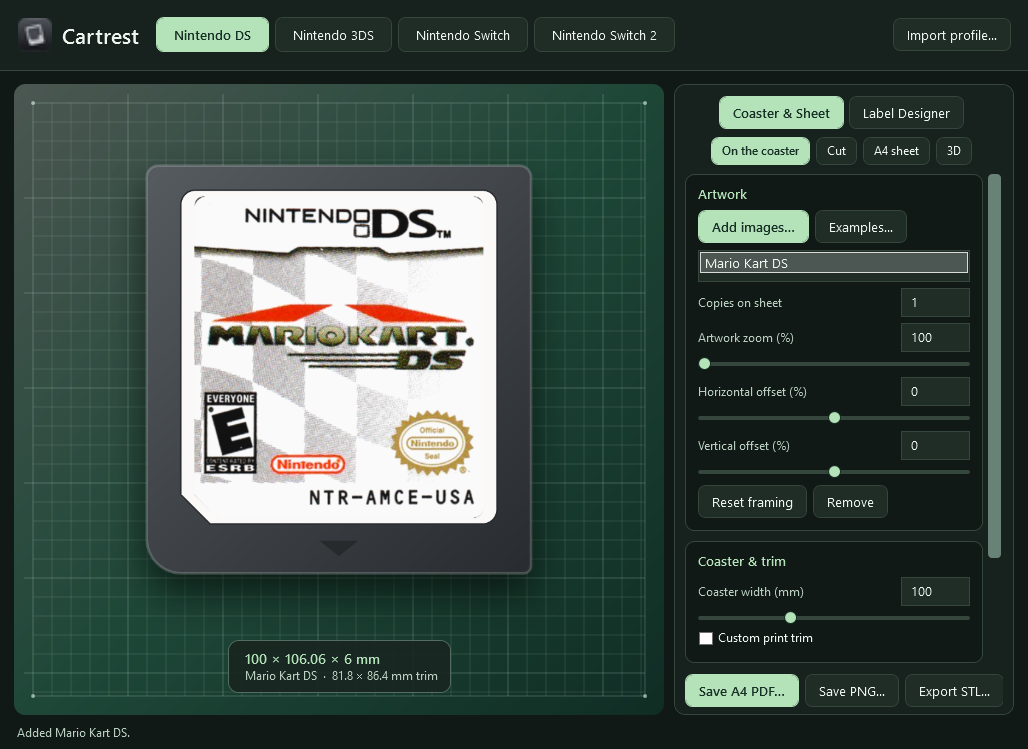 Cartrest
Nintendo DS
Nintendo 3DS
Nintendo Switch
Nintendo Switch 2
Import profile...
NINTENDO DS™
MARIOKART.
DS
EVERYONE
E
CONTENT RATED BY
ESRB
Nintendo®
Official
Nintendo
Seal
®
NTR-AMCE-USA
100 × 106.06 × 6 mm
Mario Kart DS · 81.8 × 86.4 mm trim
Coaster & Sheet
Label Designer
On the coaster
Cut
A4 sheet
3D
Artwork
Add images...
Examples...
Mario Kart DS
Copies on sheet
1
Artwork zoom (%)
100
Horizontal offset (%)
0
Vertical offset (%)
0
Reset framing
Remove
Coaster & trim
Coaster width (mm)
100
Custom print trim
Save A4 PDF...
Save PNG...
Export STL...
Added Mario Kart DS.